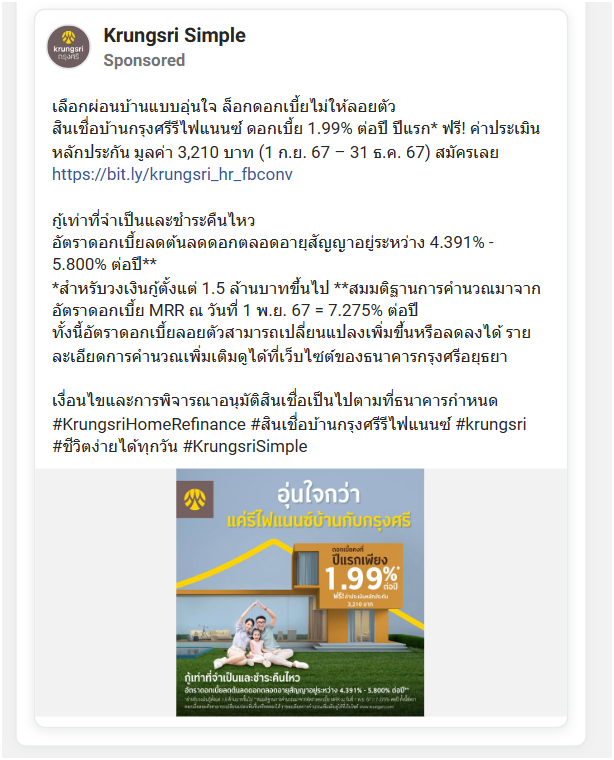 krungsri
กรุงศรี
Krungsri Simple
Sponsored
เลือกผ่อนบ้านแบบอุ่นใจ ล็อกดอกเบี้ยไม่ให้ลอยตัว
สินเชื่อบ้านกรุงศรีรีไฟแนนซ์ ดอกเบี้ย 1.99% ต่อปี ปีแรก* ฟรี! ค่าประเมิน
หลักประกัน มูลค่า 3,210 บาท (1 ก.ย. 67 – 31 ธ.ค. 67) สมัครเลย
https://bit.ly/krungsri_hr_fbconv
กู้เท่าที่จำเป็นและชำระคืนไหว
อัตราดอกเบี้ยลดต้นลดดอกตลอดอายุสัญญาอยู่ระหว่าง 4.391% -
5.800% ต่อปี**
*สำหรับวงเงินกู้ตั้งแต่ 1.5 ล้านบาทขึ้นไป **สมมติฐานการคำนวณมาจาก
อัตราดอกเบี้ย MRR ณ วันที่ 1 พ.ย. 67 = 7.275% ต่อปี
ทั้งนี้อัตราดอกเบี้ยลอยตัวสามารถเปลี่ยนแปลงเพิ่มขึ้นหรือลดลงได้ ราย
ละเอียดการคำนวณเพิ่มเติมดูได้ที่เว็บไซต์ของธนาคารกรุงศรีอยุธยา
เงื่อนไขและการพิจารณาอนุมัติสินเชื่อเป็นไปตามที่ธนาคารกำหนด
#KrungsriHomeRefinance #สินเชื่อบ้านกรุงศรีรีไฟแนนซ์ #krungsri
#ชีวิตง่ายได้ทุกวัน #KrungsriSimple
อุ่นใจกว่า
แค่รีไฟแนนซ์บ้านกับกรุงศรี
ดอกเบี้ยคงที่
ปีแรกเพียง
1.99%* ต่อปี
ฟรี! ค่าประเมินหลักประกัน
3,210 บาท
กู้เท่าที่จำเป็นและชำระคืนไหว
อัตราดอกเบี้ยลดต้นลดดอกตลอดอายุสัญญาอยู่ระหว่าง 4.391% - 5.800% ต่อปี**